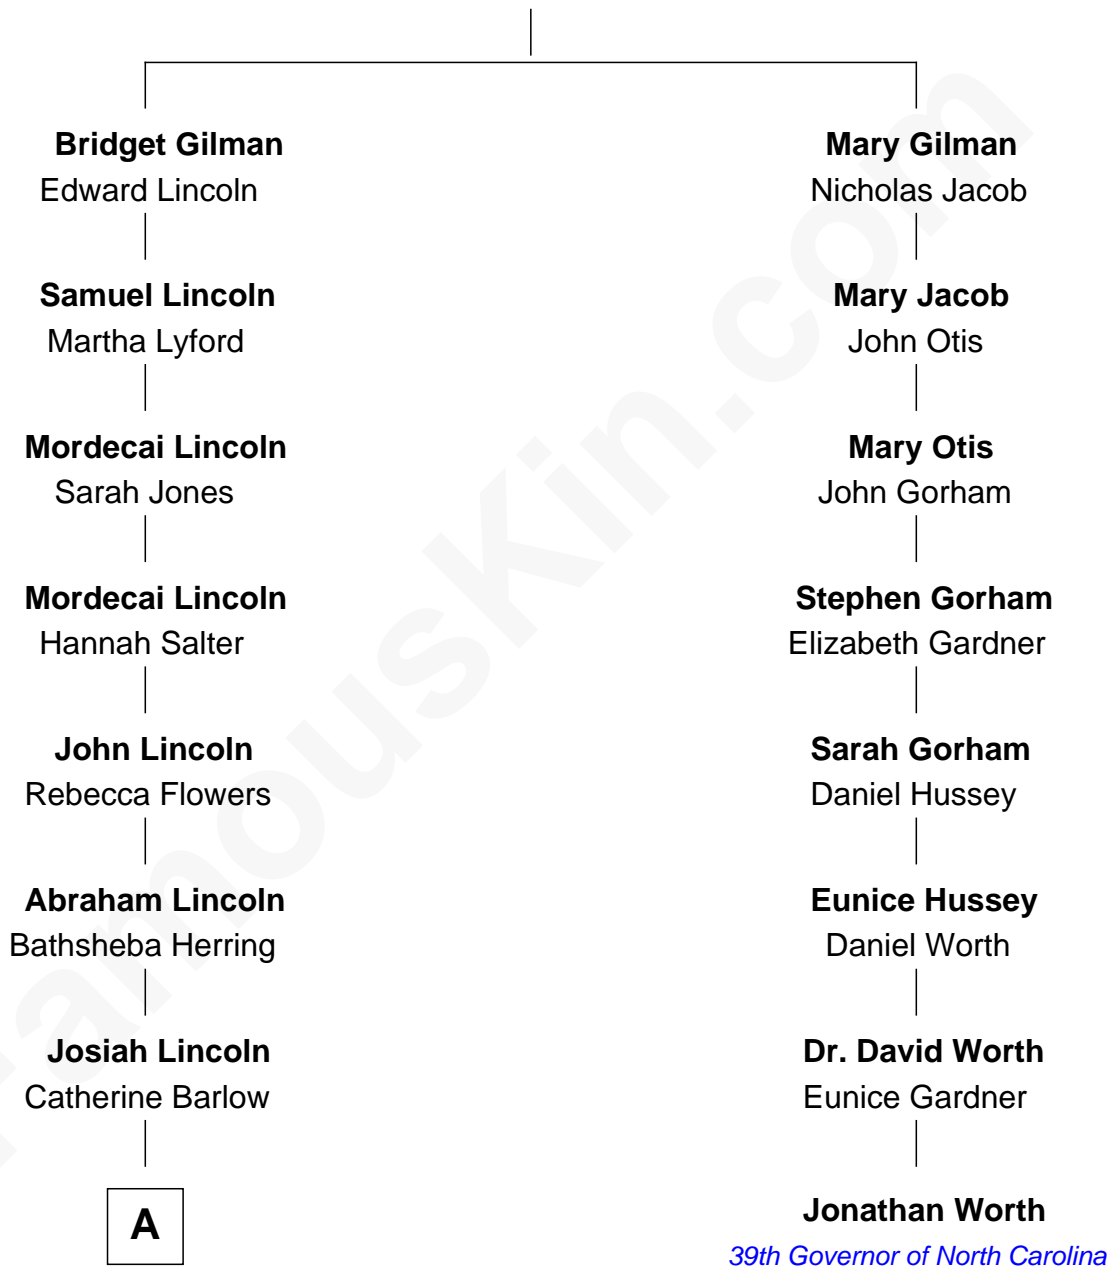 Bridget Gilman
Edward Lincoln
Samuel Lincoln
Martha Lyford
Mordecai Lincoln
Sarah Jones
Mordecai Lincoln
Hannah Salter
John Lincoln
Rebecca Flowers
Abraham Lincoln
Bathsheba Herring
Josiah Lincoln
Catherine Barlow
A
Mary Gilman
Nicholas Jacob
Mary Jacob
John Otis
Mary Otis
John Gorham
Stephen Gorham
Elizabeth Gardner
Sarah Gorham
Daniel Hussey
Eunice Hussey
Daniel Worth
Dr. David Worth
Eunice Gardner
Jonathan Worth
39th Governor of North Carolina
FamousKin.com